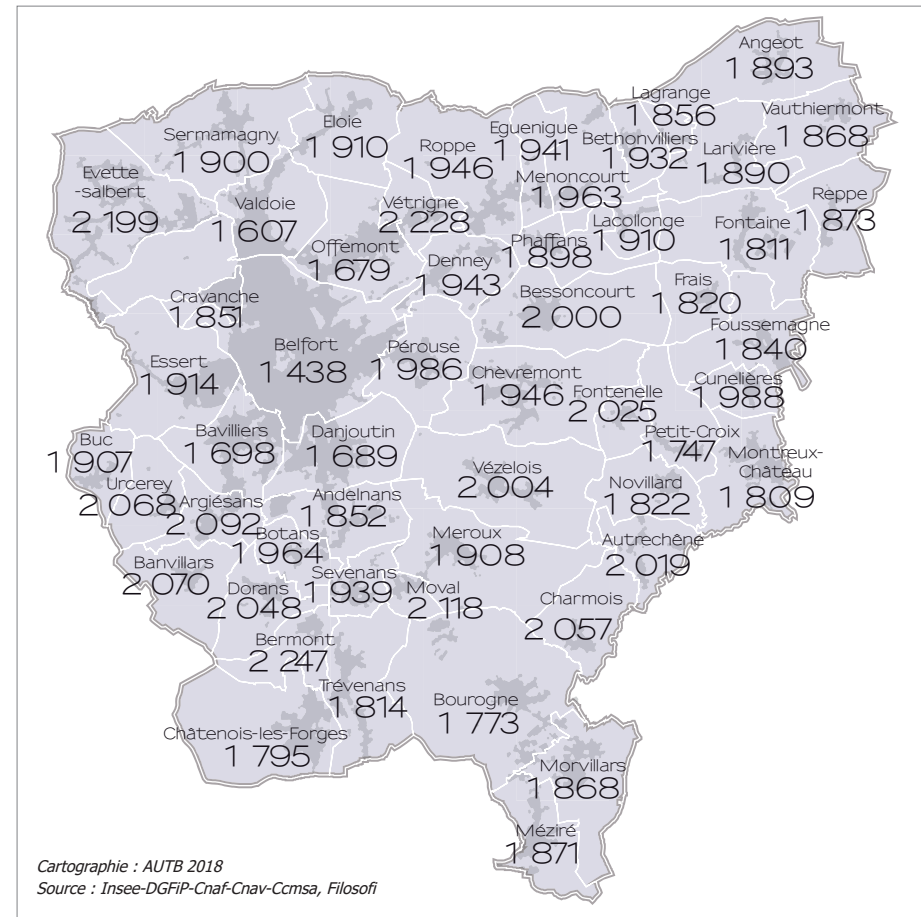 Angeot
1 893
Lagrange
1 856
Vauthiermont
1 868
Eloie
1 910
Sermamagny
1 900
Roppe
1 946
Eguenigue
1 941
Bethonvilliers
1 932
Larivière
1 890
Evette
-salbert
2 199
Menoncourt
1 963
Reppe
1 873
Valdoie
1 607
Vétrigne
2 228
Lacollonge
1 910
Fontaine
1 811
Offemont
1 679
Phaffans
1 898
Denney
1 943
Cravanche
1 851
Bessoncourt
2 000
Frais
1 820
Foussemagne
1 840
Belfort
1 438
Pérouse
1 986
Essert
1 914
Chèvremont
1 946
Fontenelle
2 025
Cunelières
1 988
Buc
1 907
Bavilliers
1 698
Danjoutin
1 689
Petit-Croix
1 747
Montreux-
Château
1 809
Vézelois
2 004
Urcerey
2 068
Argiésans
2 092
Andelnans
1 852
Novillard
1 822
Botans
1 964
Meroux
1 908
Autrechêne
2 019
Banvillars
2 070
Dorans
2 048
Sevenans
1 939
Moval
2 118
Charmois
2 057
Bermont
2 247
Trévenans
1 814
Bourogne
1 773
Châtenois-les-Forges
1 795
Morvillars
1 868
Méziré
1 871
Cartographie : AUTB 2018
Source : Insee-DGFiP-Cnaf-Cnav-Ccmsa, Filosofi